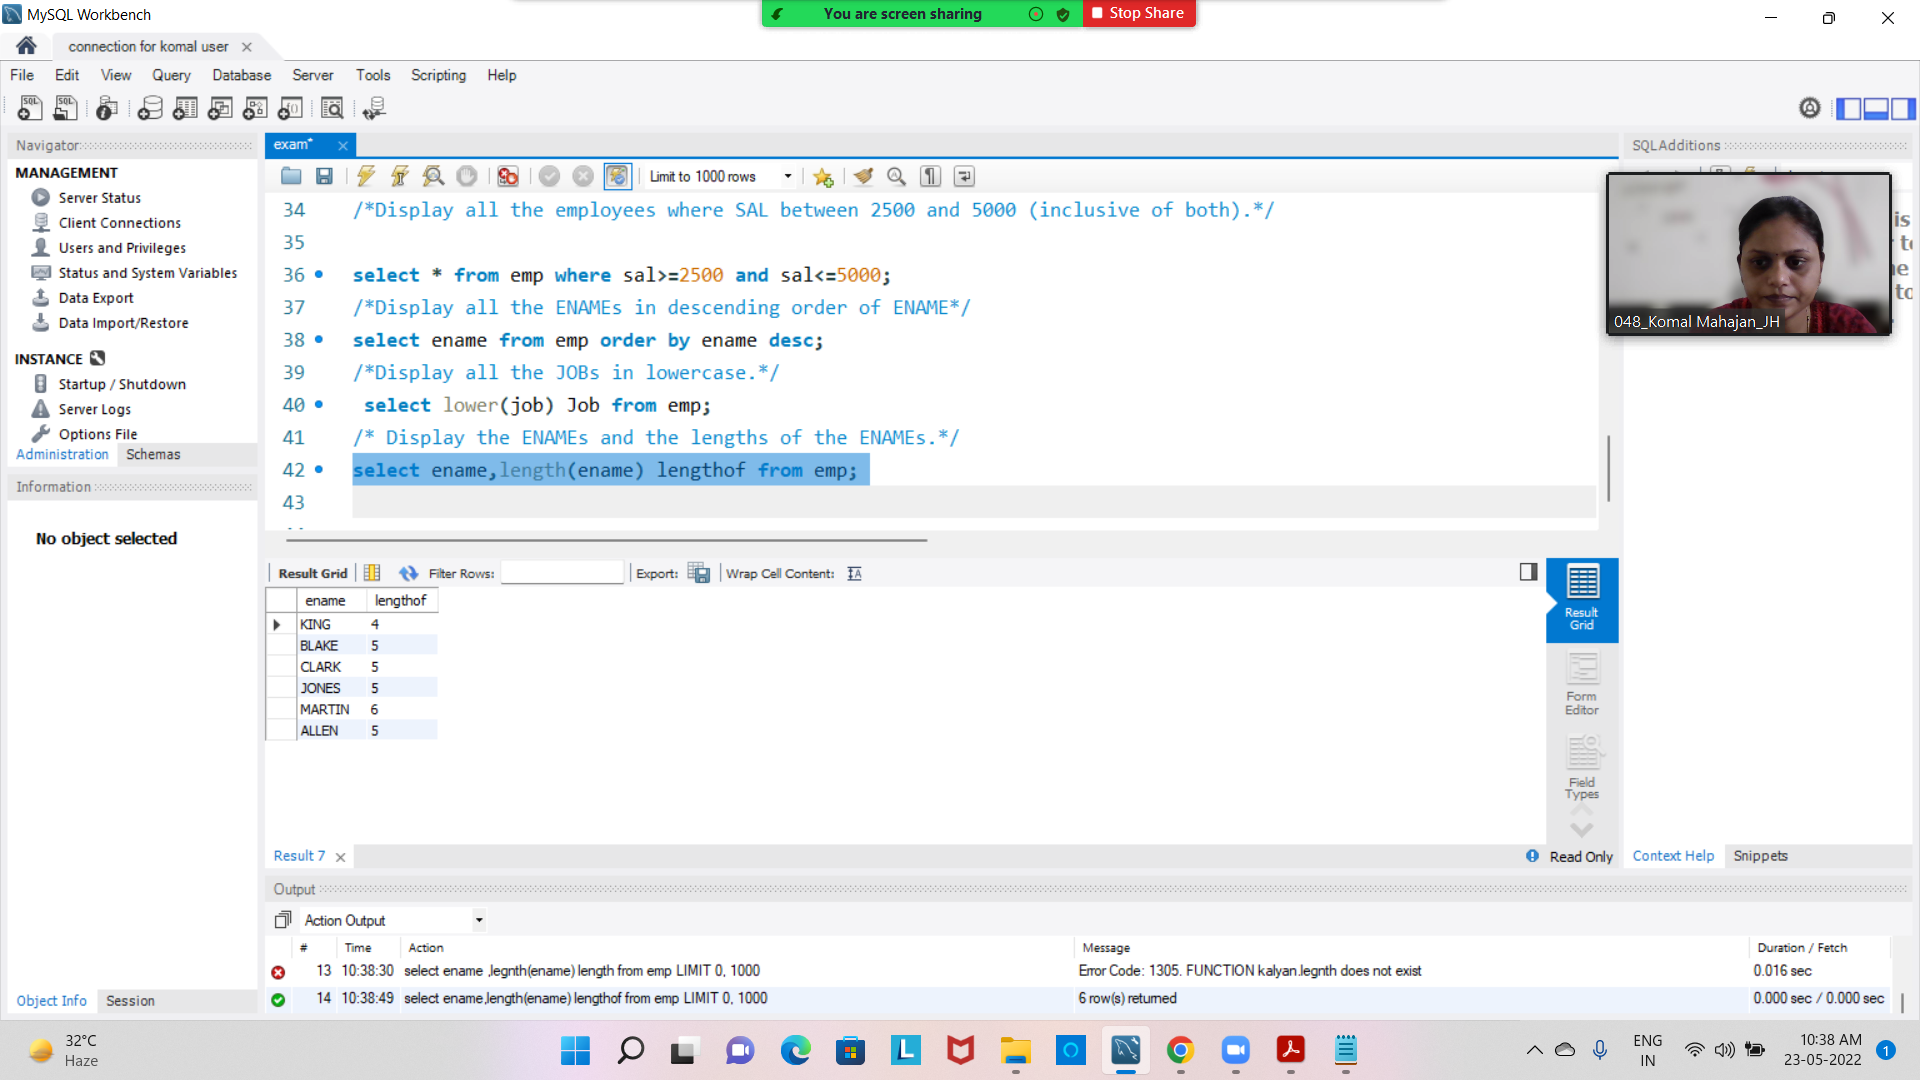 MySQL Workbench
You are screen sharing
Stop Share
connection for komal user
File Edit View Query Database Server Tools Scripting Help
Navigator
MANAGEMENT
Server Status
Client Connections
Users and Privileges
Status and System Variables
Data Export
Data Import/Restore
INSTANCE
Startup / Shutdown
Server Logs
Options File
Administration Schemas
Information
No object selected
Object Info Session
exam*
Limit to 1000 rows
34 /*Display all the employees where SAL between 2500 and 5000 (inclusive of both).*/
35
36 select * from emp where sal>=2500 and sal<=5000;
37 /*Display all the ENAMEs in descending order of ENAME*/
38 select ename from emp order by ename desc;
39 /*Display all the JOBs in lowercase.*/
40 select lower(job) Job from emp;
41 /* Display the ENAMEs and the lengths of the ENAMEs.*/
42 select ename,length(ename) lengthof from emp;
43
Result Grid Filter Rows: Export: Wrap Cell Content:
ename lengthof
KING 4
BLAKE 5
CLARK 5
JONES 5
MARTIN 6
ALLEN 5
Result
Grid
Form
Editor
Field
Types
Result 7
Read Only
SQLAdditions
is
to
048_Komal Mahajan_JH
Context Help Snippets
Output
Action Output
# Time Action Message Duration / Fetch
13 10:38:30 select ename ,legnth(ename) length from emp LIMIT 0, 1000 Error Code: 1305. FUNCTION kalyan.legnth does not exist 0.016 sec
14 10:38:49 select ename,length(ename) lengthof from emp LIMIT 0, 1000 6 row(s) returned 0.000 sec / 0.000 sec
32°C
Haze
ENG
IN
10:38 AM
23-05-2022
1